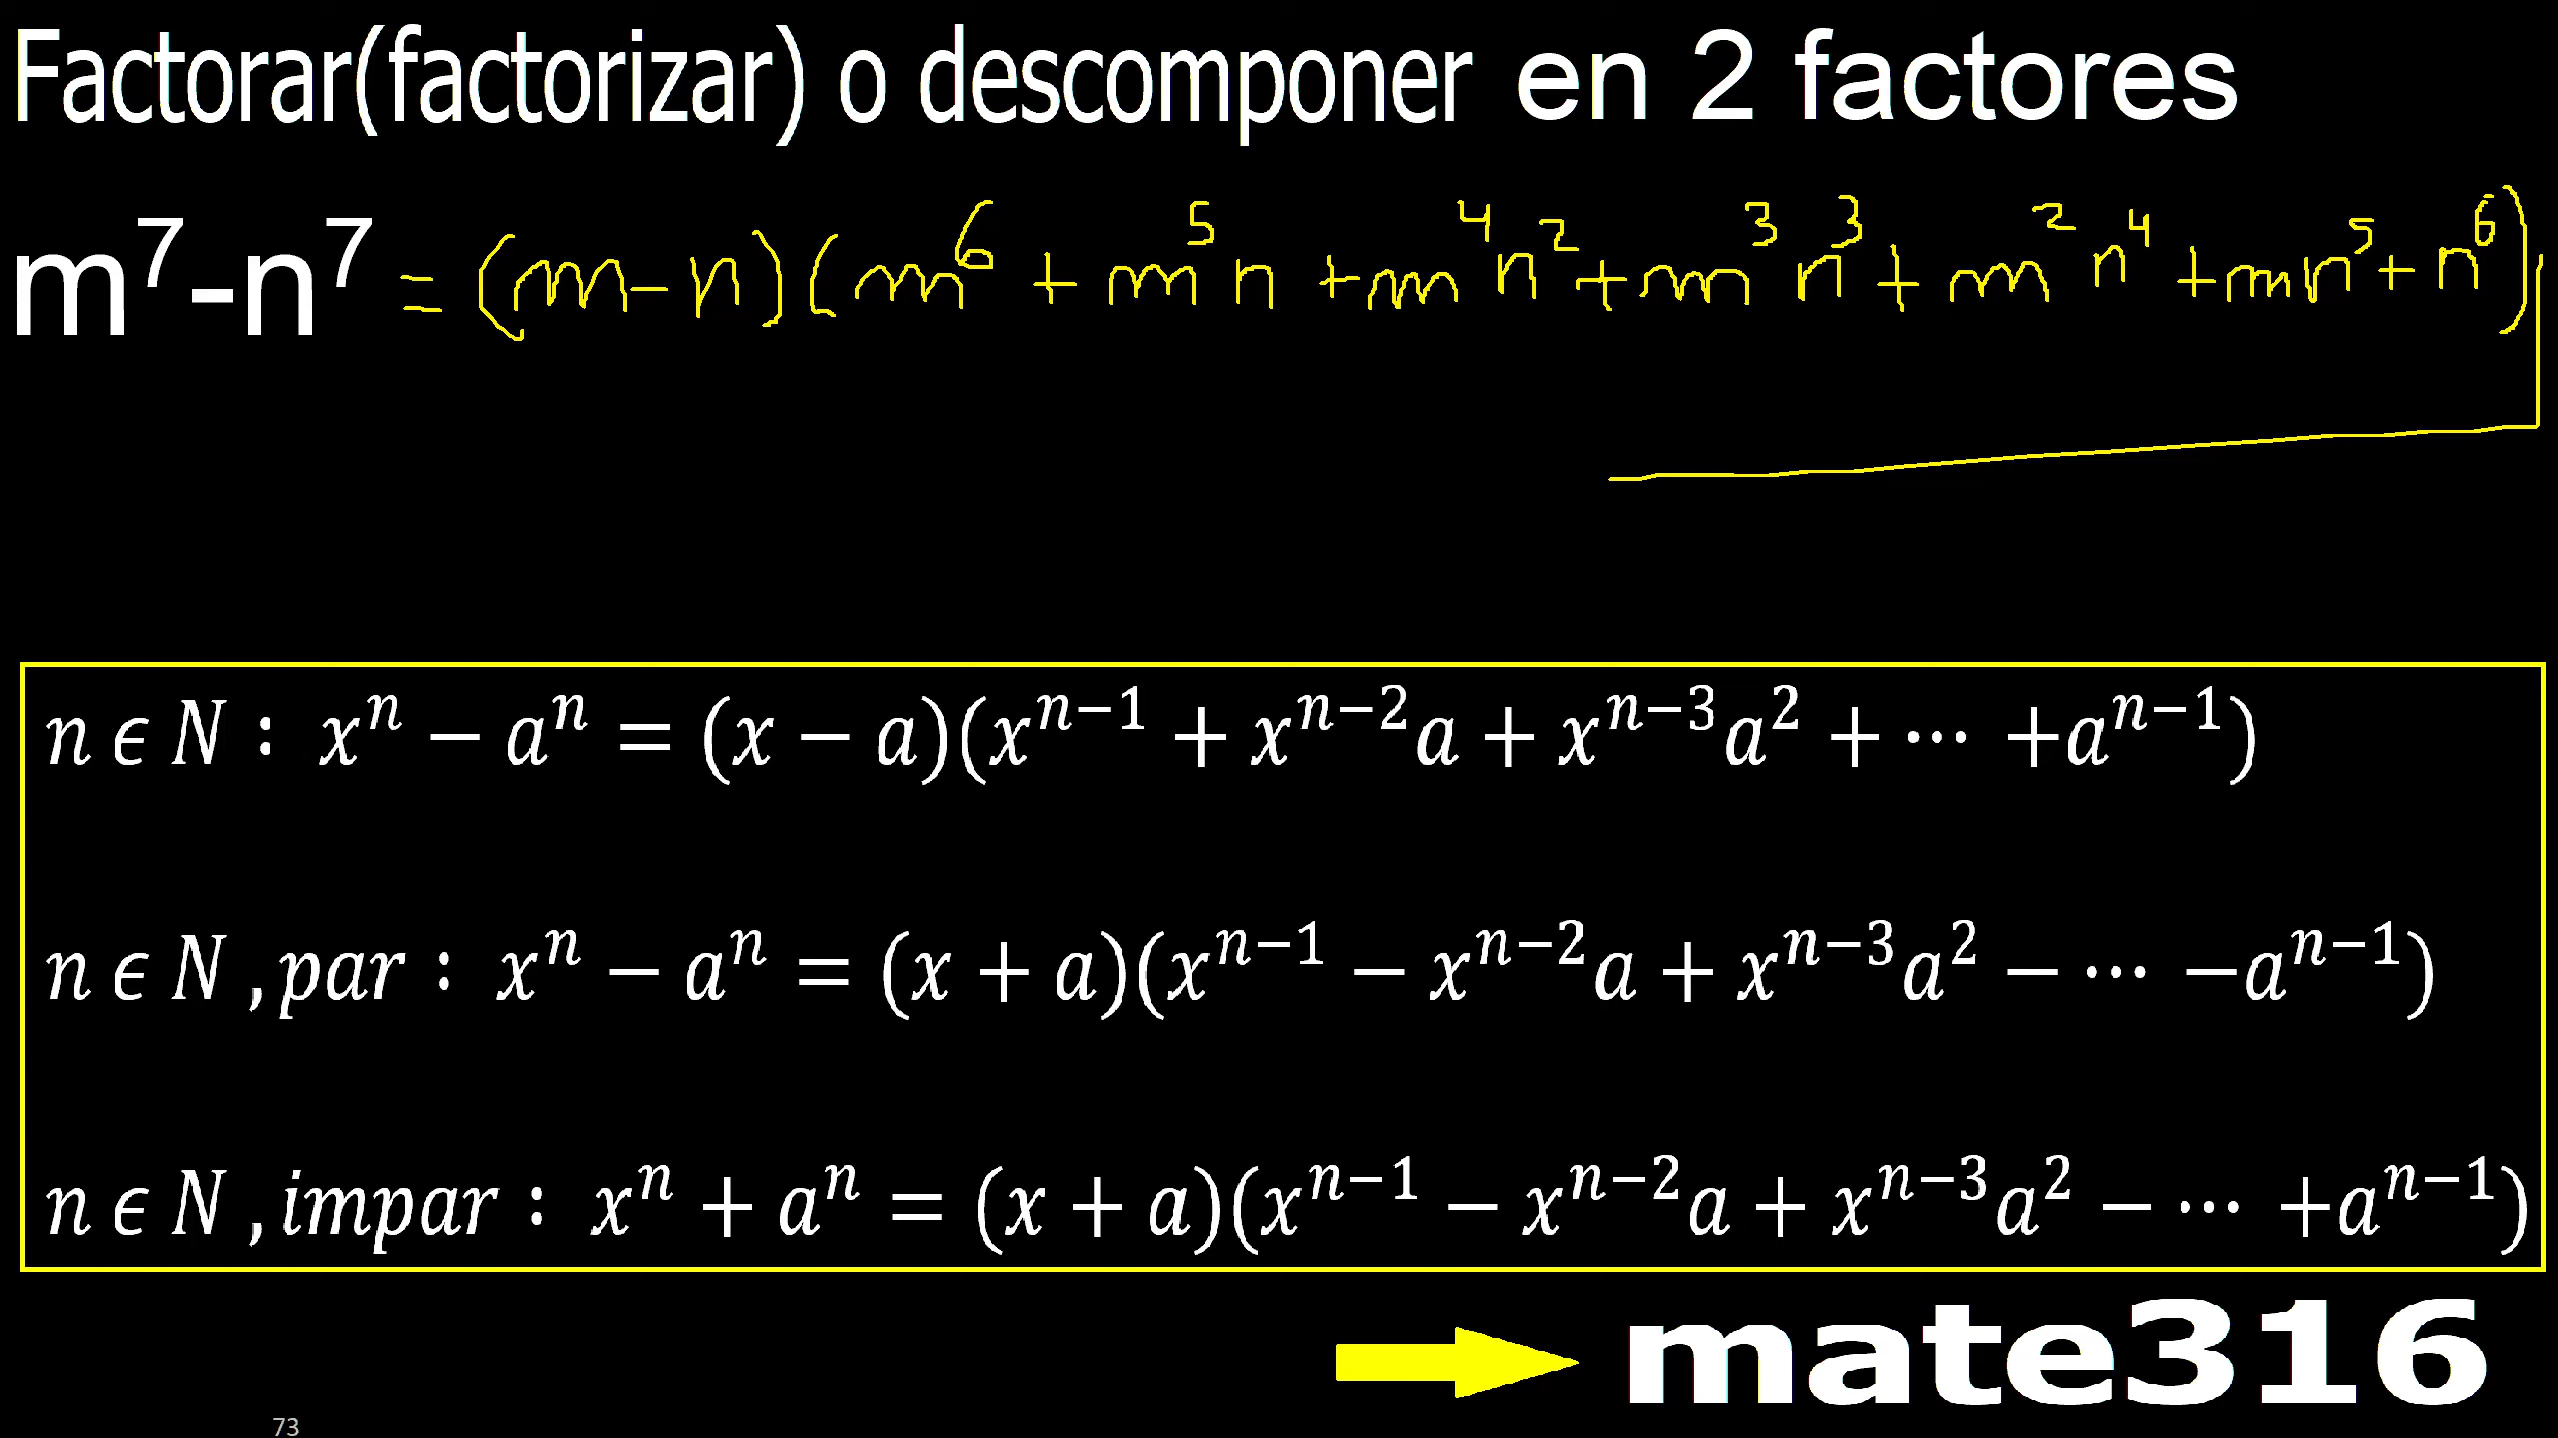 Factorar(factorizar) o descomponer en 2 factores
m⁷-n⁷ = (m-n)(m⁶ + m⁵n + m⁴n² + m³n³ + m²n⁴ + mn⁵ + n⁶)
n ϵ N : xⁿ − aⁿ = (x − a)(xⁿ⁻¹ + xⁿ⁻²a + xⁿ⁻³a² + ⋯ +aⁿ⁻¹)
n ϵ N ,par : xⁿ − aⁿ = (x + a)(xⁿ⁻¹ − xⁿ⁻²a + xⁿ⁻³a² − ⋯ −aⁿ⁻¹)
n ϵ N ,impar : xⁿ + aⁿ = (x + a)(xⁿ⁻¹ − xⁿ⁻²a + xⁿ⁻³a² − ⋯ +aⁿ⁻¹)
mate316
73